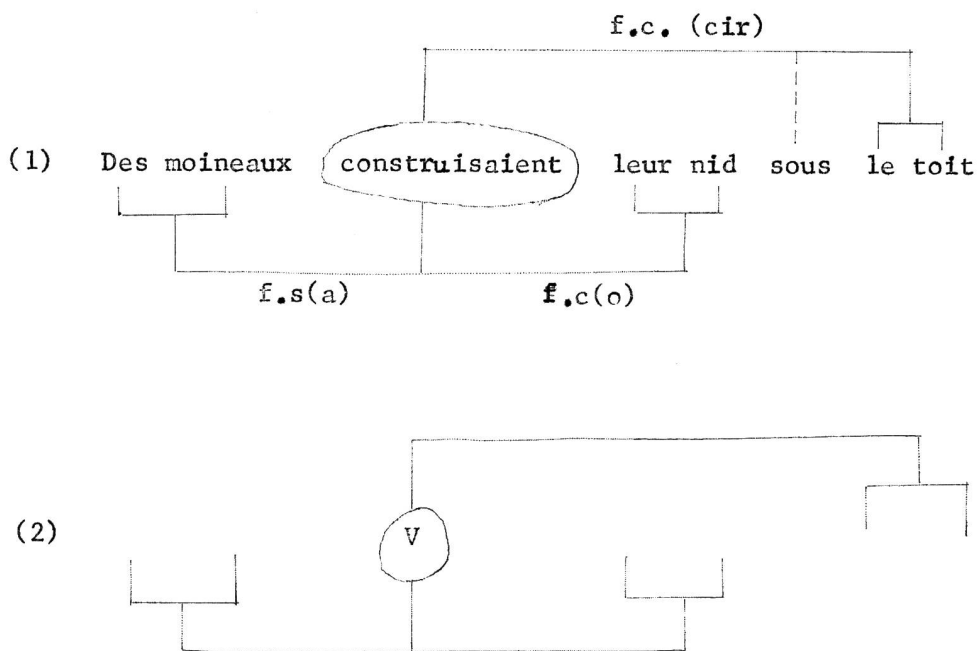 f.c. (cir)
(1) Des moineaux construisaient leur nid sous le toit
f.s(a) f.c(o)
(2) V